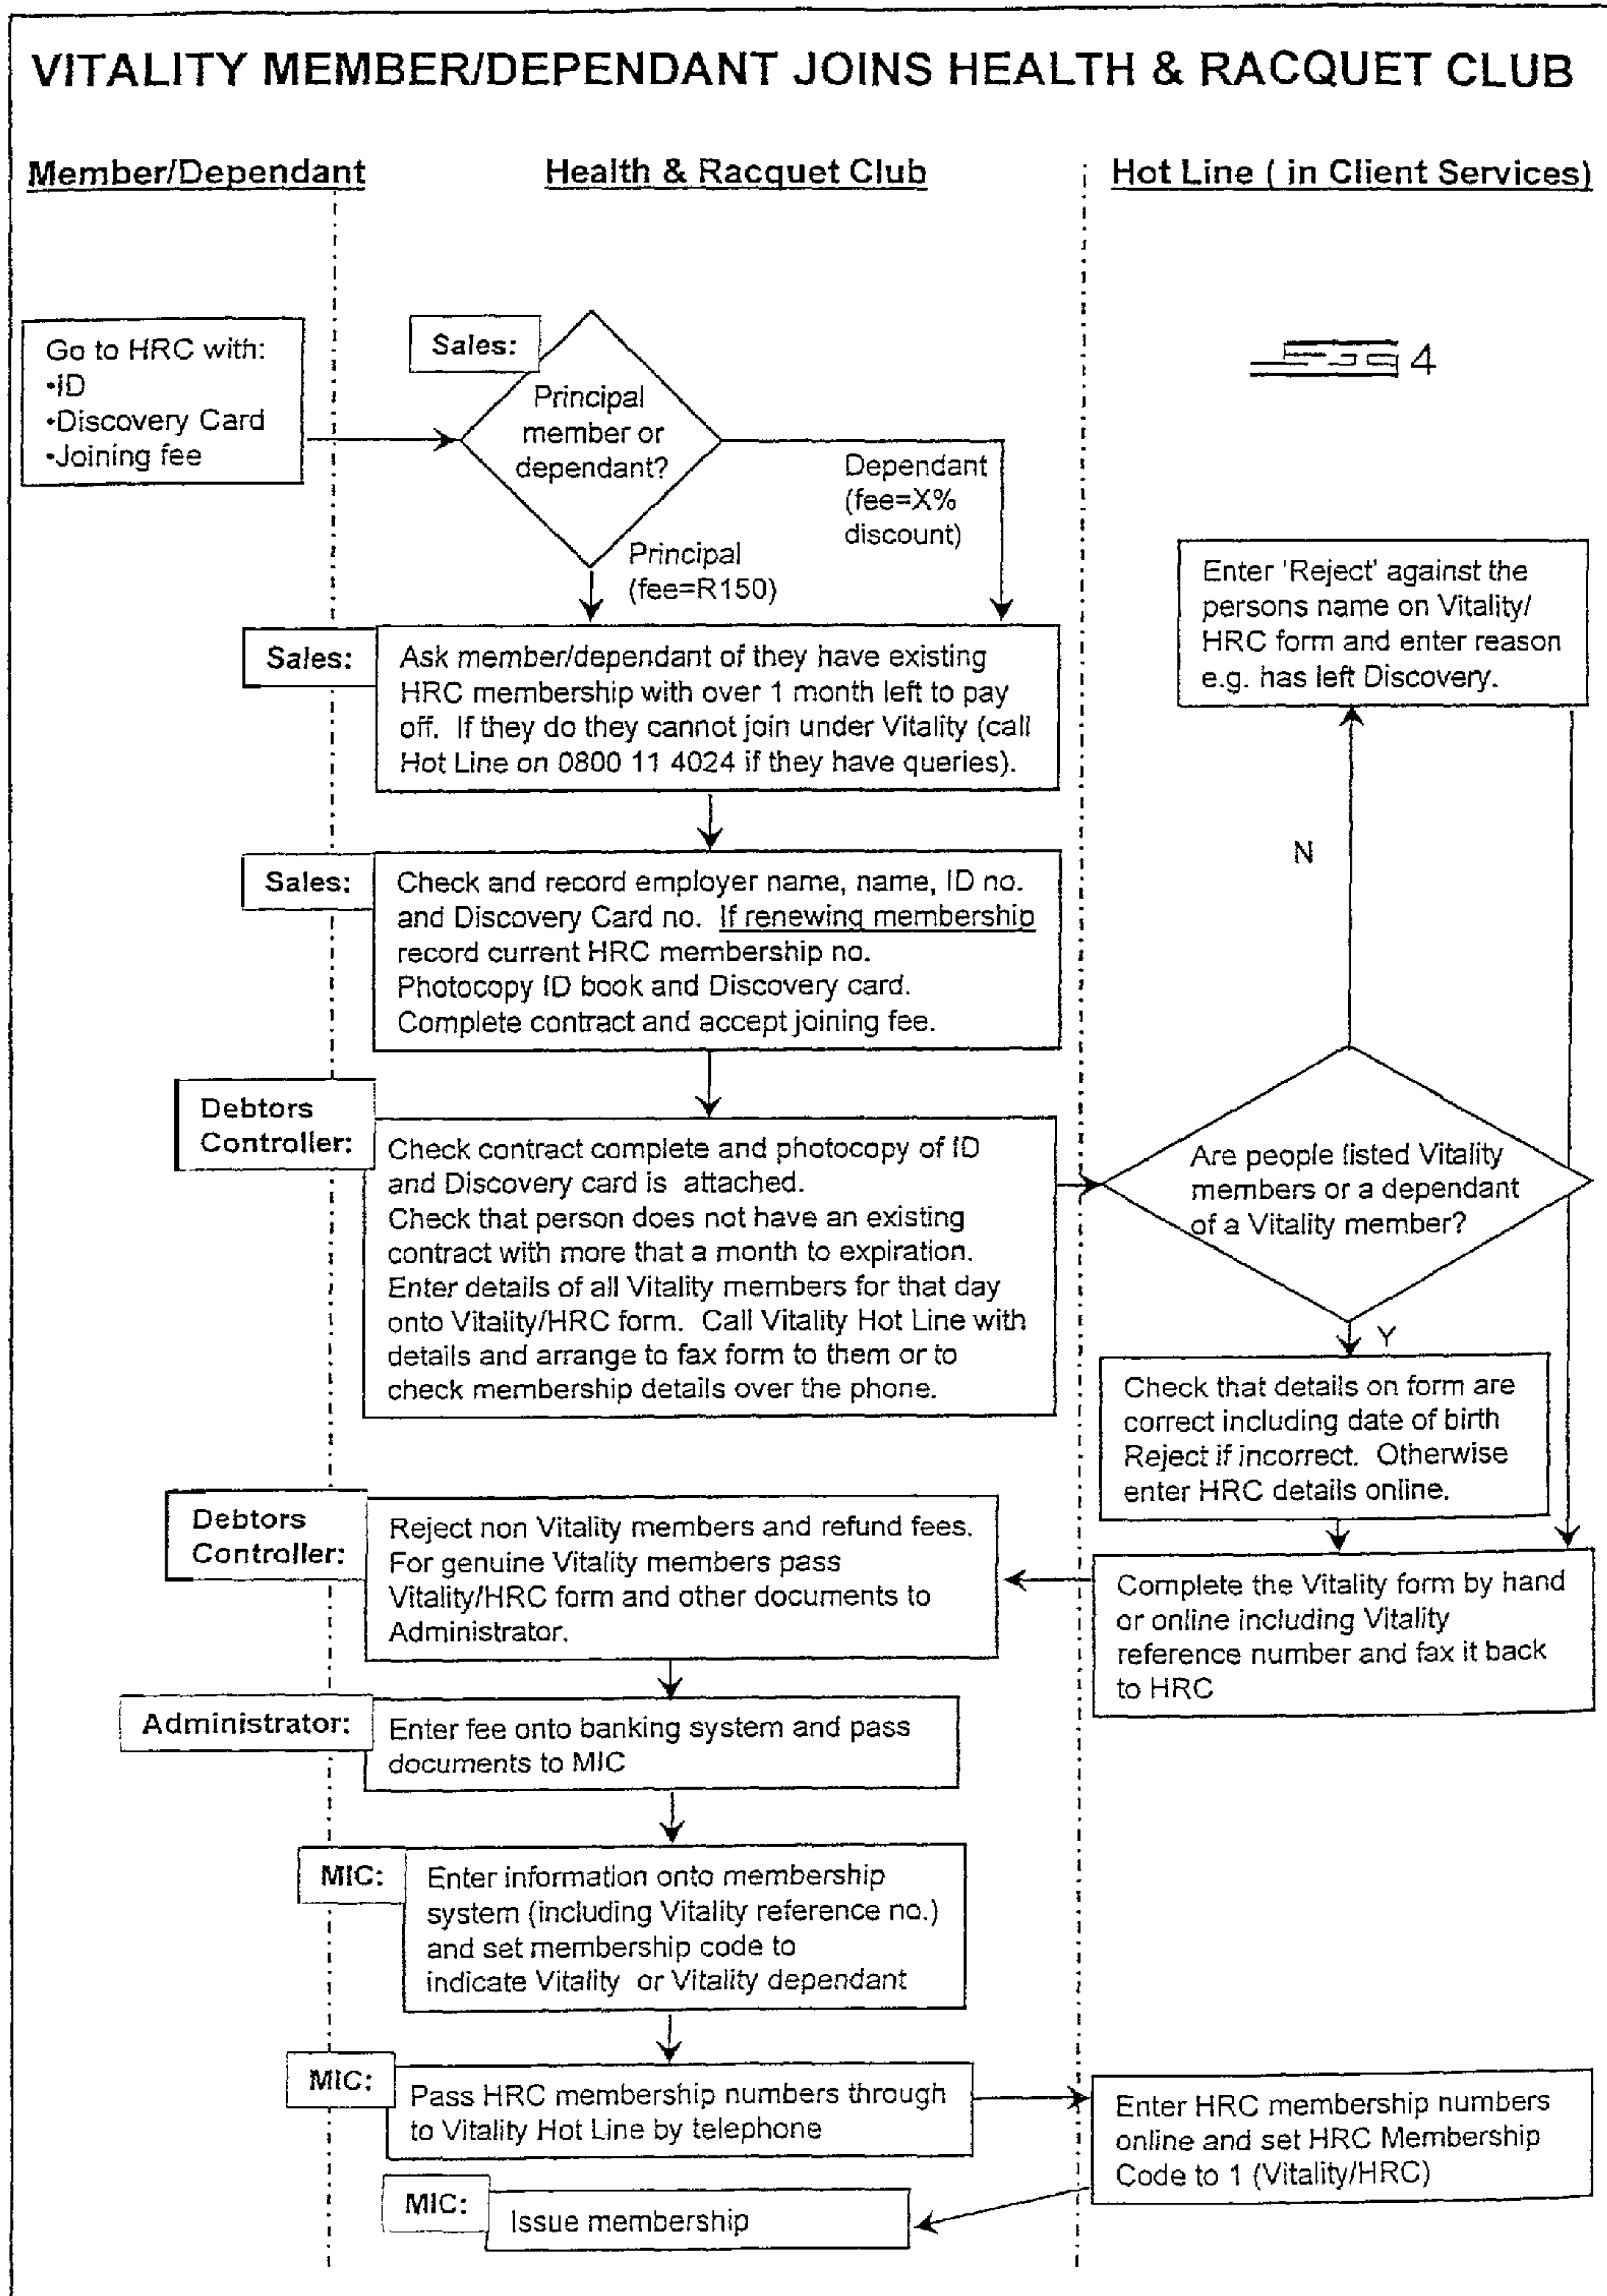 VITALITY MEMBER/DEPENDANT JOINS HEALTH & RACQUET CLUB
Member/Dependant
Health & Racquet Club
Hot Line ( in Client Services)
Go to HRC with:
•ID
•Discovery Card
•Joining fee
Sales:
Principal
member or
dependant?
Dependant
(fee=X%
discount)
Principal
(fee=R150)
4
Sales:
Ask member/dependant of they have existing
HRC membership with over 1 month left to pay
off. If they do they cannot join under Vitality (call
Hot Line on 0800 11 4024 if they have queries).
Sales:
Check and record employer name, name, ID no.
and Discovery Card no. If renewing membership
record current HRC membership no.
Photocopy ID book and Discovery card.
Complete contract and accept joining fee.
Debtors
Controller:
Check contract complete and photocopy of ID
and Discovery card is attached.
Check that person does not have an existing
contract with more that a month to expiration.
Enter details of all Vitality members for that day
onto Vitality/HRC form. Call Vitality Hot Line with
details and arrange to fax form to them or to
check membership details over the phone.
Are people listed Vitality
members or a dependant
of a Vitality member?
N
Enter 'Reject' against the
persons name on Vitality/
HRC form and enter reason
e.g. has left Discovery.
Y
Check that details on form are
correct including date of birth
Reject if incorrect. Otherwise
enter HRC details online.
Complete the Vitality form by hand
or online including Vitality
reference number and fax it back
to HRC
Debtors
Controller:
Reject non Vitality members and refund fees.
For genuine Vitality members pass
Vitality/HRC form and other documents to
Administrator.
Administrator:
Enter fee onto banking system and pass
documents to MIC
MIC:
Enter information onto membership
system (including Vitality reference no.)
and set membership code to
indicate Vitality or Vitality dependant
MIC:
Pass HRC membership numbers through
to Vitality Hot Line by telephone
Enter HRC membership numbers
online and set HRC Membership
Code to 1 (Vitality/HRC)
MIC:
Issue membership